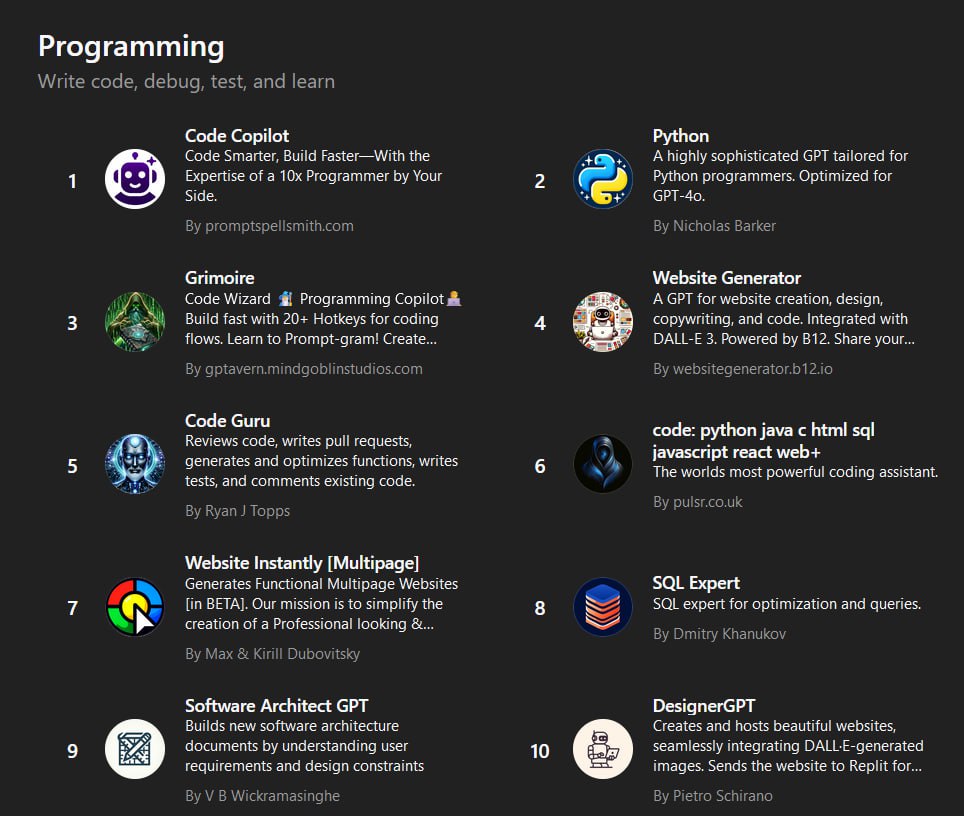 Programming
Write code, debug, test, and learn
1
Code Copilot
Code Smarter, Build Faster—With the
Expertise of a 10x Programmer by Your
Side.
By promptspellsmith.com
2
Python
A highly sophisticated GPT tailored for
Python programmers. Optimized for
GPT-4o.
By Nicholas Barker
3
Grimoire
Code Wizard 🧙‍♂️ Programming Copilot🧑‍💻
Build fast with 20+ Hotkeys for coding
flows. Learn to Prompt-gram! Create...
By gptavern.mindgoblinstudios.com
4
Website Generator
A GPT for website creation, design,
copywriting, and code. Integrated with
DALL-E 3. Powered by B12. Share your...
By websitegenerator.b12.io
5
Code Guru
Reviews code, writes pull requests,
generates and optimizes functions, writes
tests, and comments existing code.
By Ryan J Topps
6
code: python java c html sql
javascript react web+
The worlds most powerful coding assistant.
By pulsr.co.uk
7
Website Instantly [Multipage]
Generates Functional Multipage Websites
[in BETA]. Our mission is to simplify the
creation of a Professional looking &...
By Max & Kirill Dubovitsky
8
SQL Expert
SQL expert for optimization and queries.
By Dmitry Khanukov
9
Software Architect GPT
Builds new software architecture
documents by understanding user
requirements and design constraints
By V B Wickramasinghe
10
DesignerGPT
Creates and hosts beautiful websites,
seamlessly integrating DALL·E-generated
images. Sends the website to Replit for...
By Pietro Schirano